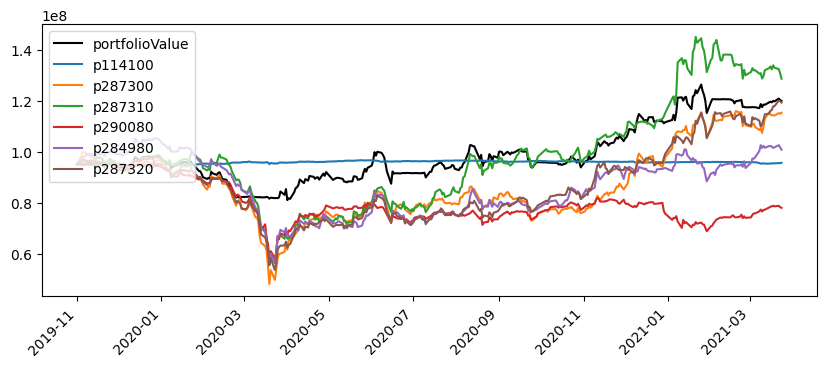 1e8
1.4
1.2
1.0
0.8
0.6
portfolioValue
p114100
p287300
p287310
p290080
p284980
p287320
2019-11
2020-01
2020-03
2020-05
2020-07
2020-09
2020-11
2021-01
2021-03